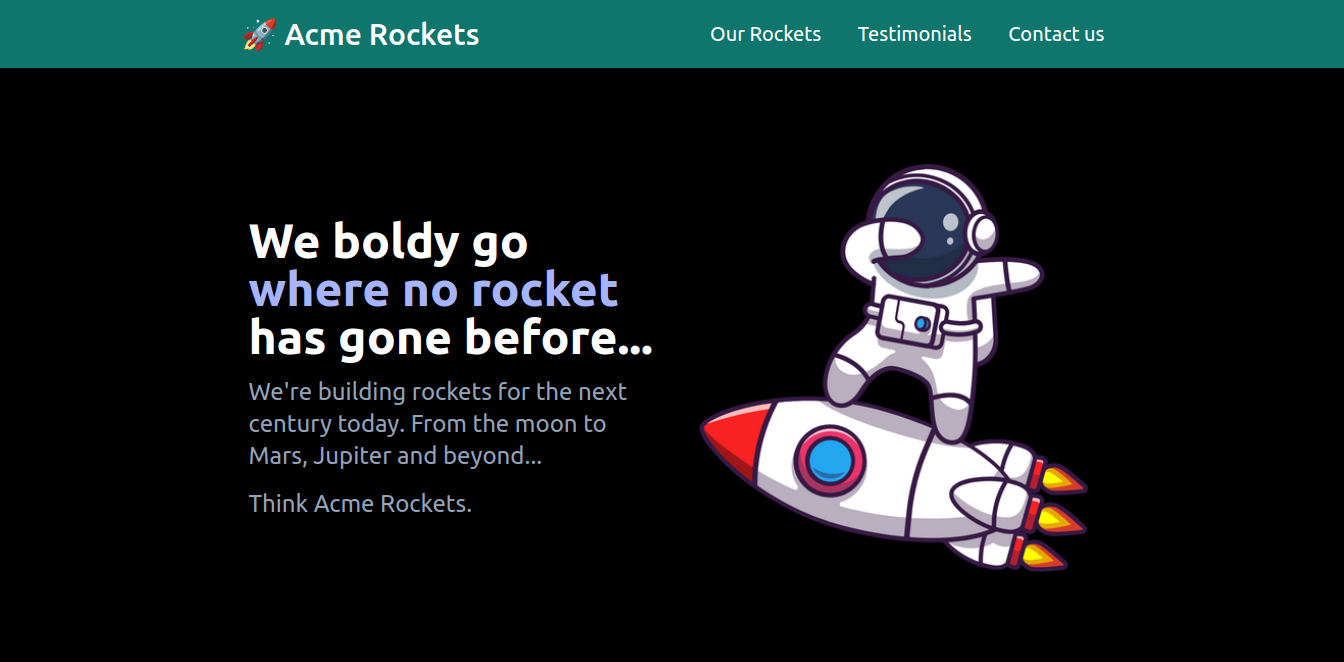 🚀 Acme Rockets
Our Rockets
Testimonials
Contact us
We boldy go
where no rocket
has gone before...
We're building rockets for the next
century today. From the moon to
Mars, Jupiter and beyond...
Think Acme Rockets.